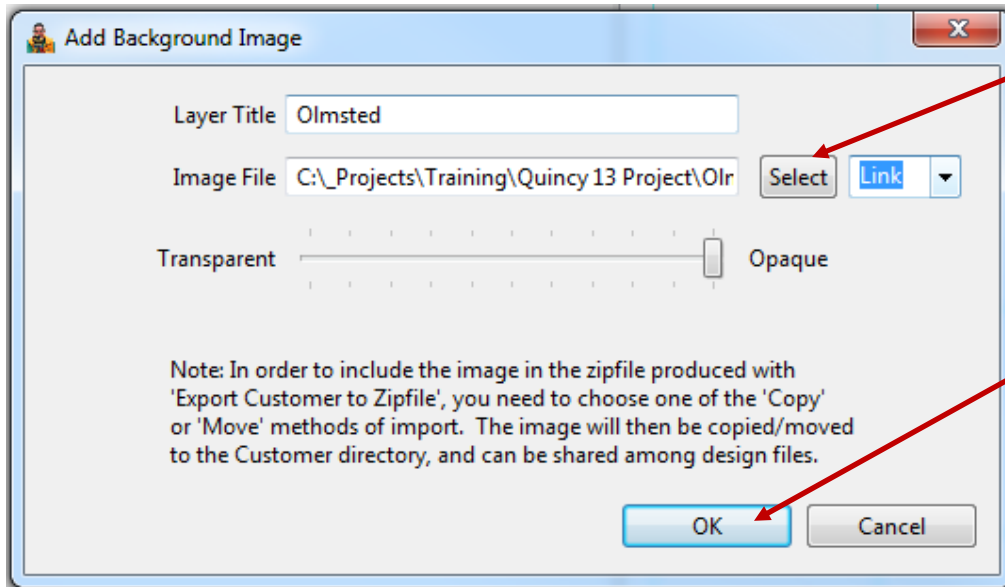 Add Background Image
x
Layer Title Olmsted
Image File C:\_Projects\Training\Quincy 13 Project\Olm Select Link
Transparent Opaque
Note: In order to include the image in the zipfile produced with
'Export Customer to Zipfile', you need to choose one of the 'Copy'
or 'Move' methods of import. The image will then be copied/moved
to the Customer directory, and can be shared among design files.
OK Cancel